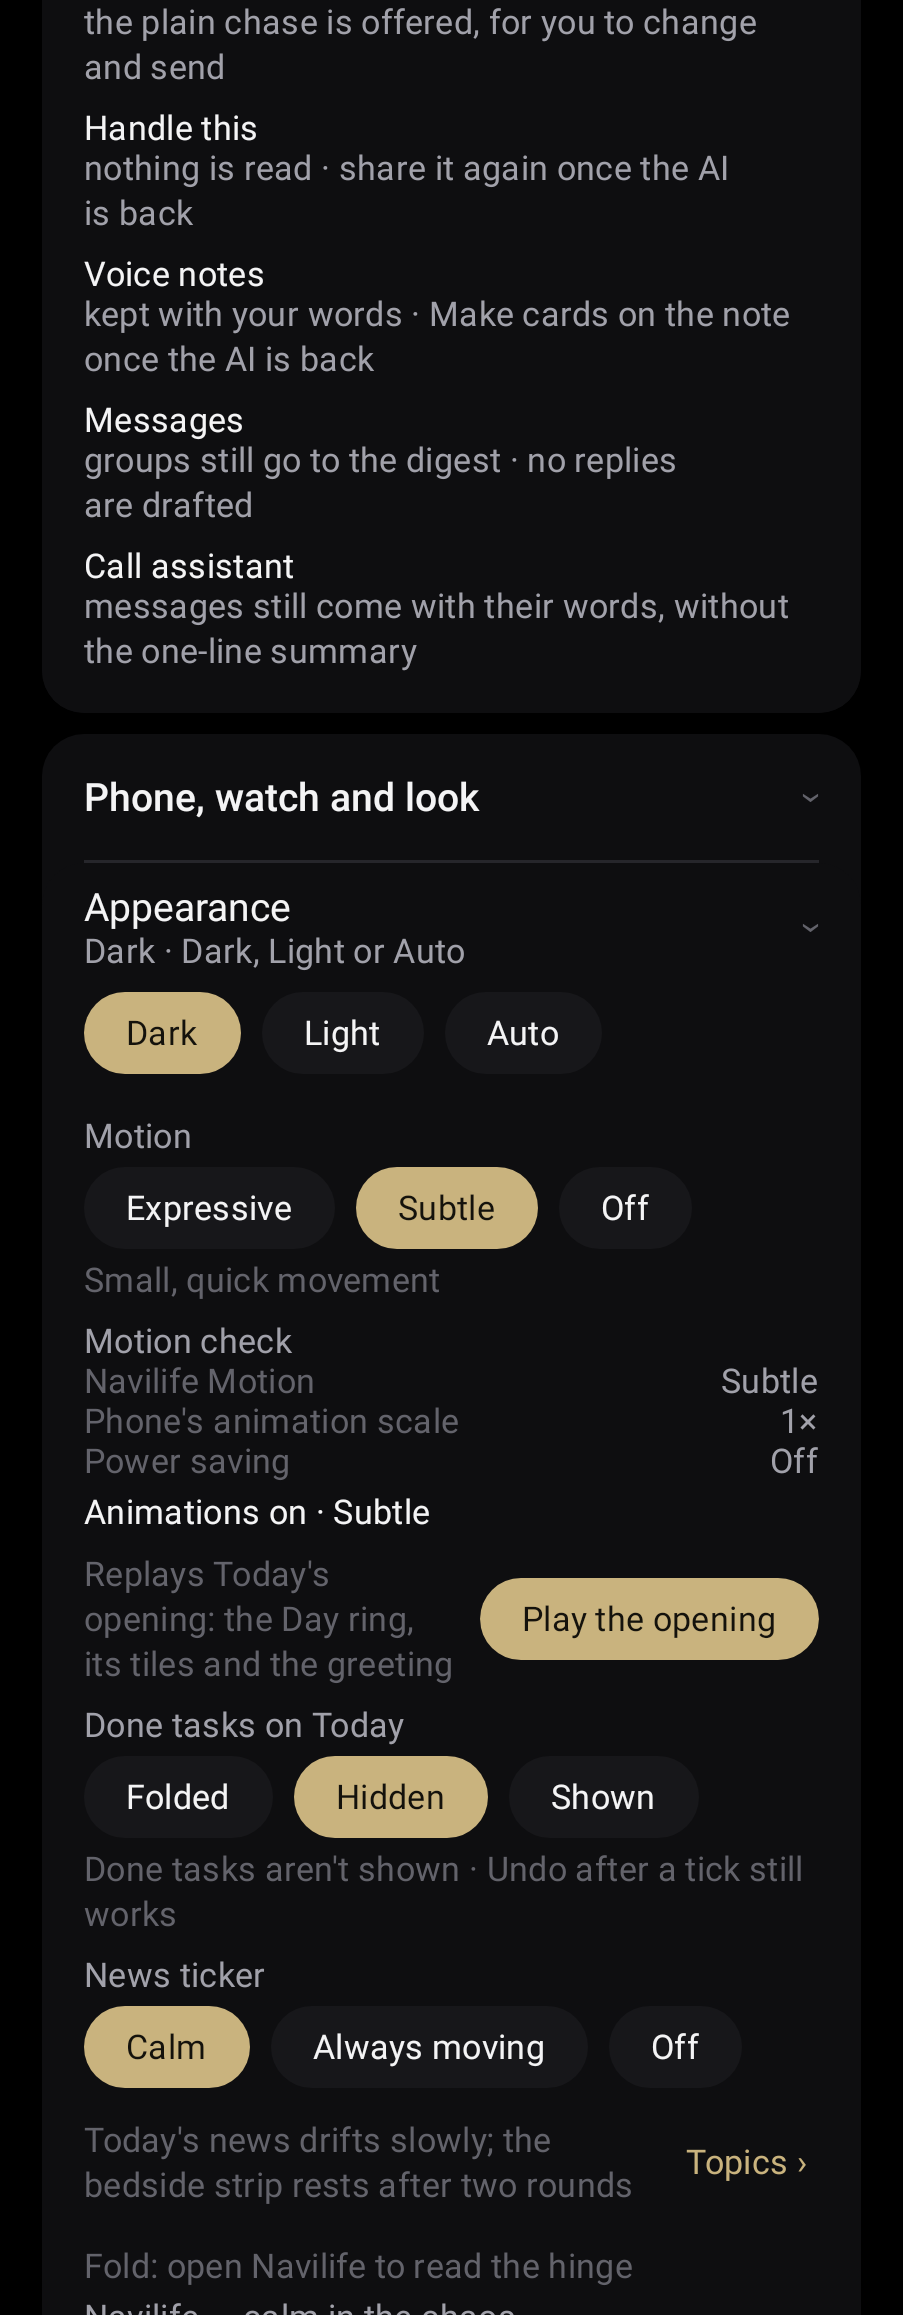 the plain chase is offered, for you to change
and send
Handle this
nothing is read · share it again once the AI
is back
Voice notes
kept with your words · Make cards on the note
once the AI is back
Messages
groups still go to the digest · no replies
are drafted
Call assistant
messages still come with their words, without
the one-line summary
Phone, watch and look
Appearance
Dark · Dark, Light or Auto
Dark Light Auto
Motion
Expressive Subtle Off
Small, quick movement
Motion check
Navilife Motion Subtle
Phone's animation scale 1×
Power saving Off
Animations on · Subtle
Replays Today's
opening: the Day ring,
its tiles and the greeting
Play the opening
Done tasks on Today
Folded Hidden Shown
Done tasks aren't shown · Undo after a tick still
works
News ticker
Calm Always moving Off
Today's news drifts slowly; the
bedside strip rests after two rounds
Topics ›
Fold: open Navilife to read the hinge